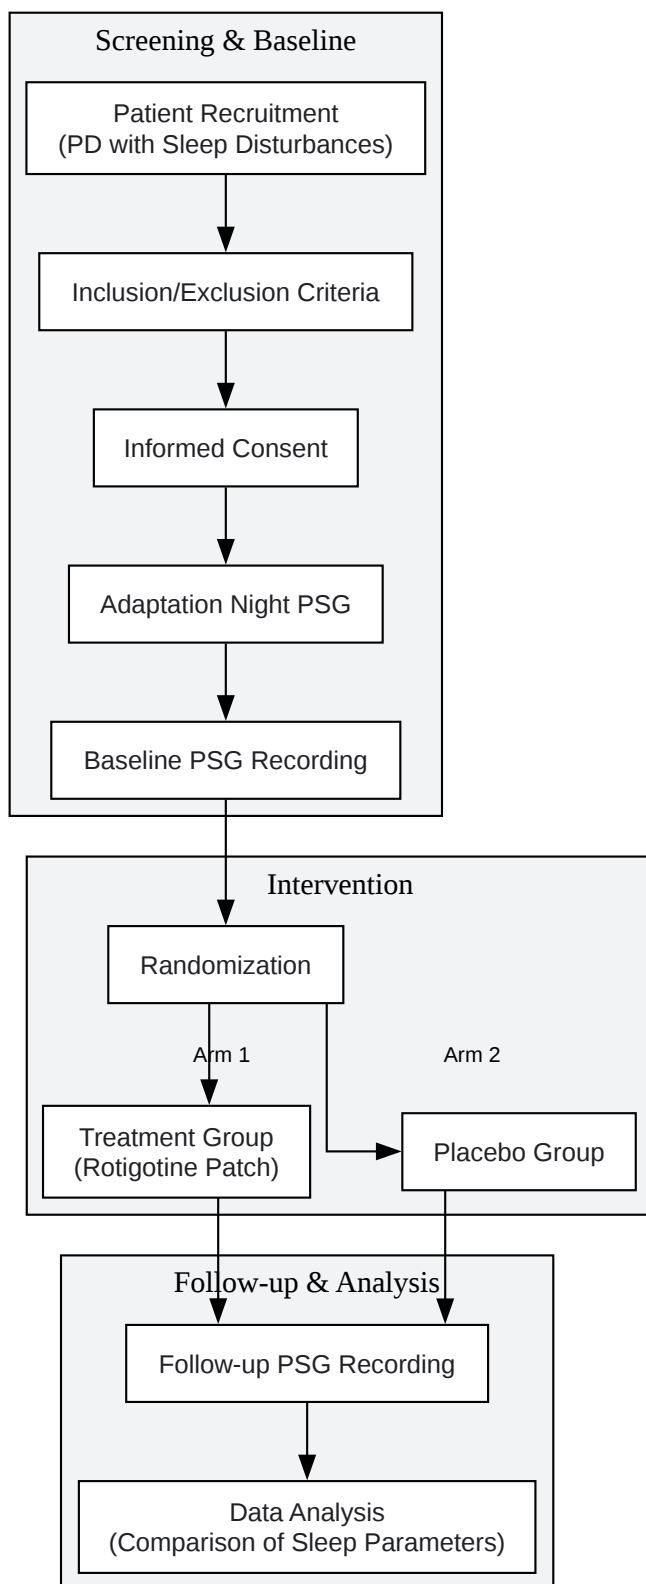 Screening & Baseline
Patient Recruitment
(PD with Sleep Disturbances)
Inclusion/Exclusion Criteria
Informed Consent
Adaptation Night PSG
Baseline PSG Recording
Intervention
Randomization
Arm 1
Arm 2
Treatment Group
(Rotigotine Patch)
Placebo Group
Follow-up & Analysis
Follow-up PSG Recording
Data Analysis
(Comparison of Sleep Parameters)